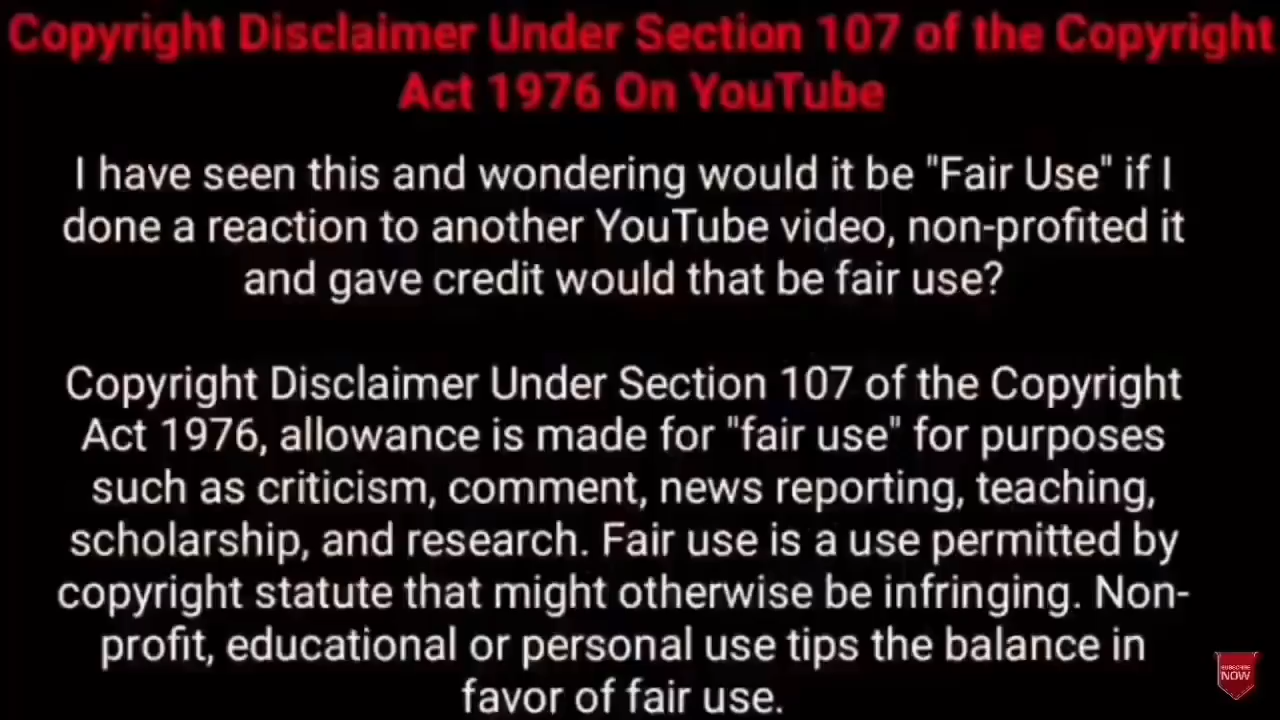 Copyright Disclaimer Under Section 107 of the Copyright
Act 1976 On YouTube
I have seen this and wondering would it be "Fair Use" if I
done a reaction to another YouTube video, non-profited it
and gave credit would that be fair use?
Copyright Disclaimer Under Section 107 of the Copyright
Act 1976, allowance is made for "fair use" for purposes
such as criticism, comment, news reporting, teaching,
scholarship, and research. Fair use is a use permitted by
copyright statute that might otherwise be infringing. Non-
profit, educational or personal use tips the balance in
favor of fair use.
SUBSCRIBE
NOW